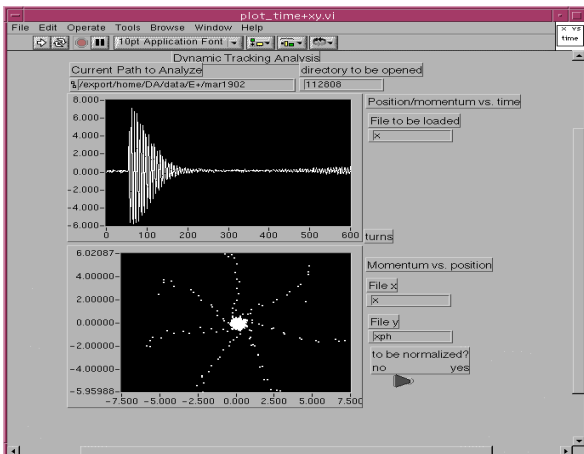 plot_time+xy.vi
File Edit Operate Tools Browse Window Help
X YS
time
10pt Application Font
Dynamic Tracking Analysis
Current Path to Analyze
directory to be opened
/export/home/DA/data/E+/mar1902
112808
Position/momentum vs. time
File to be loaded
x
8.000
6.000
4.000
2.000
0.000
-2.000
-4.000
-6.000
0 100 200 300 400 500 600
turns
Momentum vs. position
File x
x
File y
xph
to be normalized?
no yes
6.02087
4.00000
2.00000
0.00000
-2.00000
-4.00000
-5.95988
-7.500 -5.000 -2.500 0.000 2.500 5.000 7.500